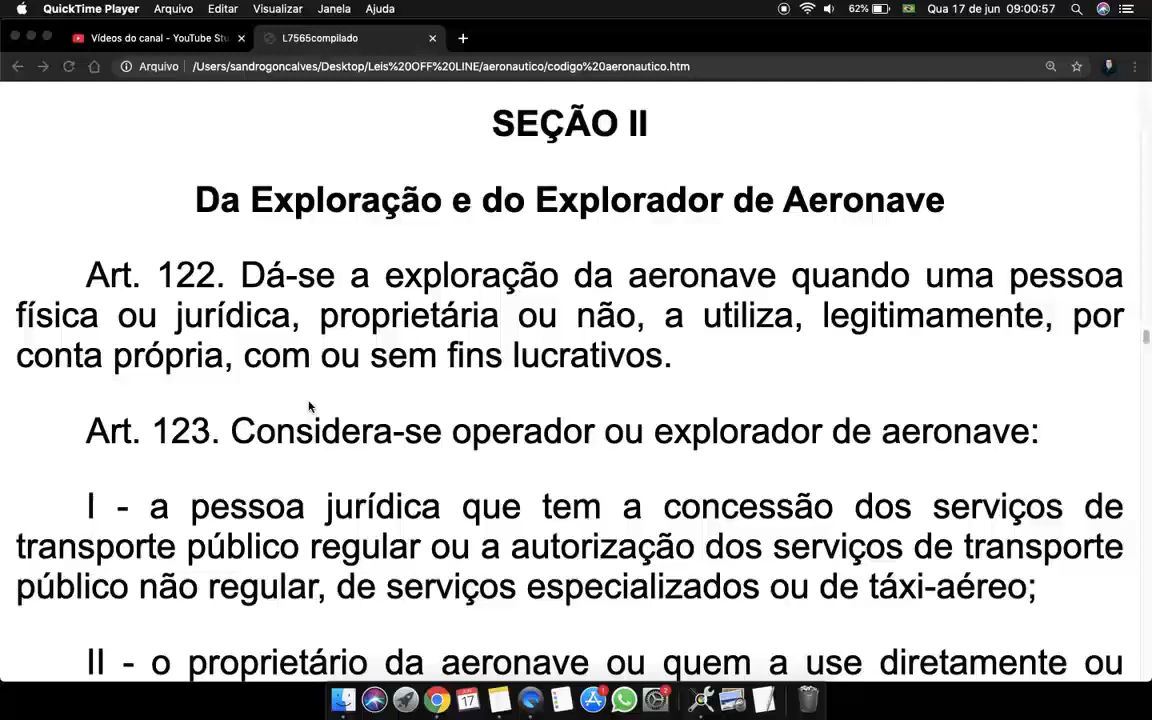 QuickTime Player Arquivo Editar Visualizar Janela Ajuda 62% Qua 17 de jun 09:00:57
Vídeos do canal - YouTube Stu L7565compilado
Arquivo /Users/sandrogoncalves/Desktop/Leis%20OFF%20LINE/aeronautico/codigo%20aeronautico.htm
SEÇÃO II
Da Exploração e do Explorador de Aeronave
Art. 122. Dá-se a exploração da aeronave quando uma pessoa
física ou jurídica, proprietária ou não, a utiliza, legitimamente, por
conta própria, com ou sem fins lucrativos.
Art. 123. Considera-se operador ou explorador de aeronave:
I - a pessoa jurídica que tem a concessão dos serviços de
transporte público regular ou a autorização dos serviços de transporte
público não regular, de serviços especializados ou de táxi-aéreo;
II - o proprietário da aeronave ou quem a use diretamente ou
17